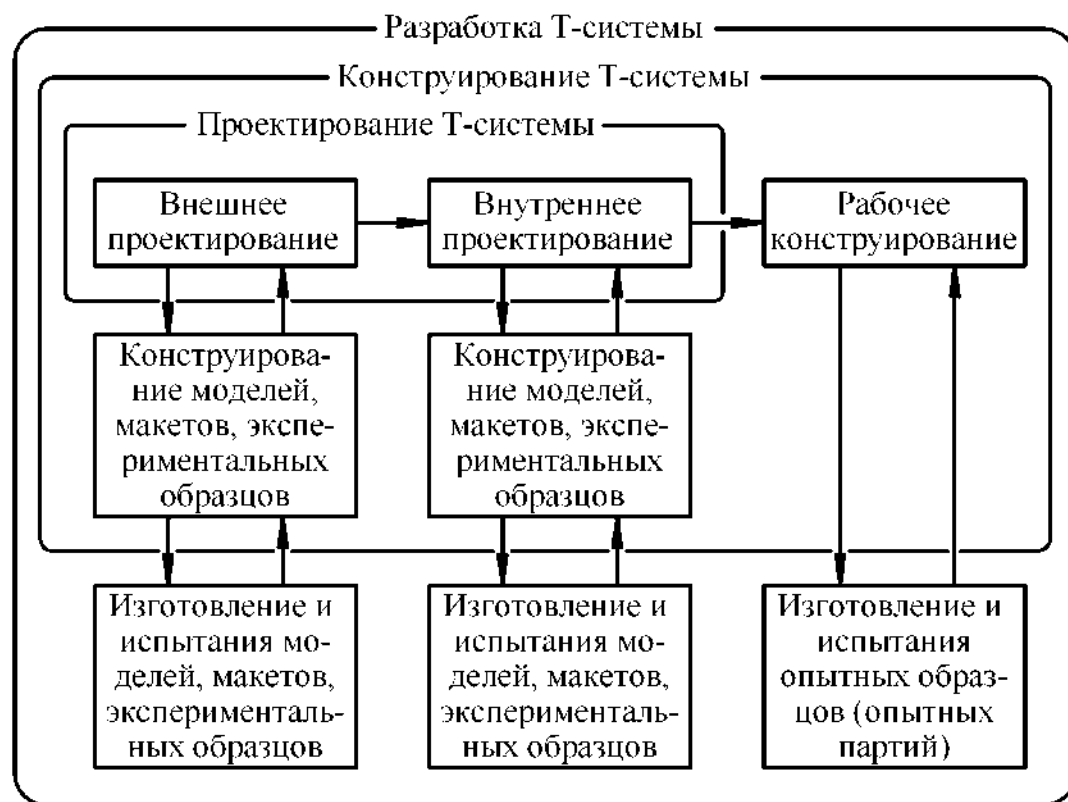 Разработка Т-системы
Конструирование Т-системы
Проектирование Т-системы
Внешнее
проектирование
Внутреннее
проектирование
Рабочее
конструирование
Конструирова-
ние моделей,
макетов, экспе-
риментальных
образцов
Конструирова-
ние моделей,
макетов, экспе-
риментальных
образцов
Изготовление и
испытания мо-
делей, макетов,
эксперименталь-
ных образцов
Изготовление и
испытания мо-
делей, макетов,
эксперименталь-
ных образцов
Изготовление и
испытания
опытных образ-
цов (опытных
партий)